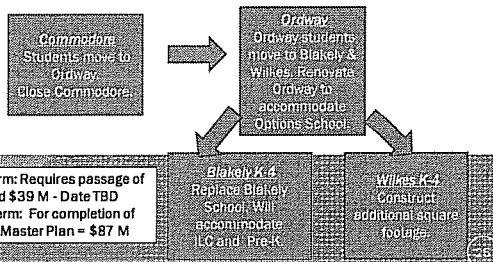 Commodore
Students move to
Ordway.
Close Commodore.
Ordway
Ordway students
move to Blakely &
Wilkes. Renovate
Ordway to
accommodate
Options School.
rm: Requires passage of
d $39 M - Date TBD
erm: For completion of
Master Plan = $87 M
Blakely K-4
Replace Blakely
School. Will
accommodate
ILC and Pre-K.
Wilkes K-4
Construct
additional square
footage.
26